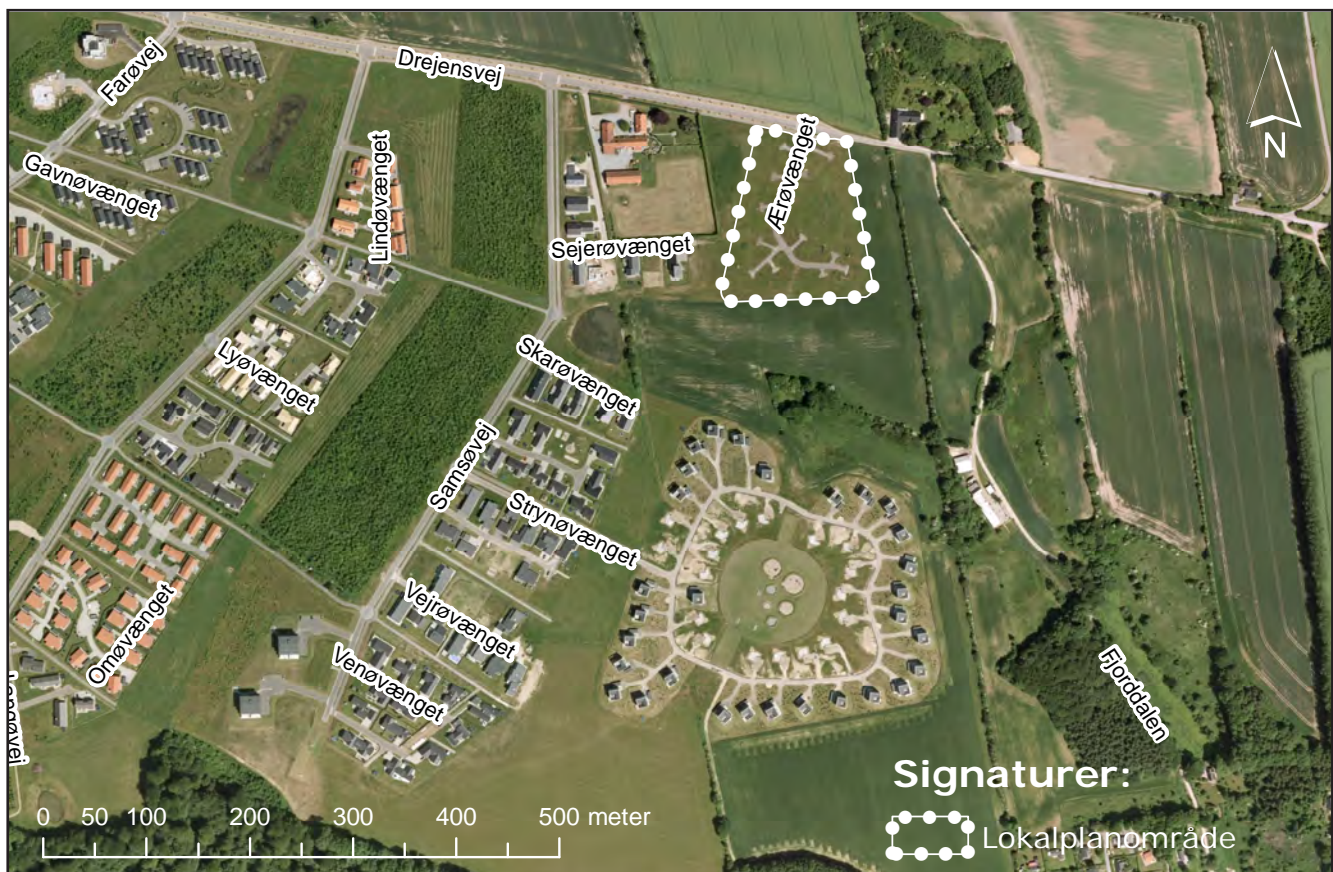 Drejensvej
Farøvej
N
Ærøvænget
Gavnøvænget
Lindøvænget
Sejerøvænget
Lyøvænget
Skarøvænget
Samsøvej
Strynøvænget
Omøvænget
Vejrøvænget
Venøvænget
Fjorddalen
Signaturer:
0 50 100 200 300 400 500 meter
Lokalplanområde